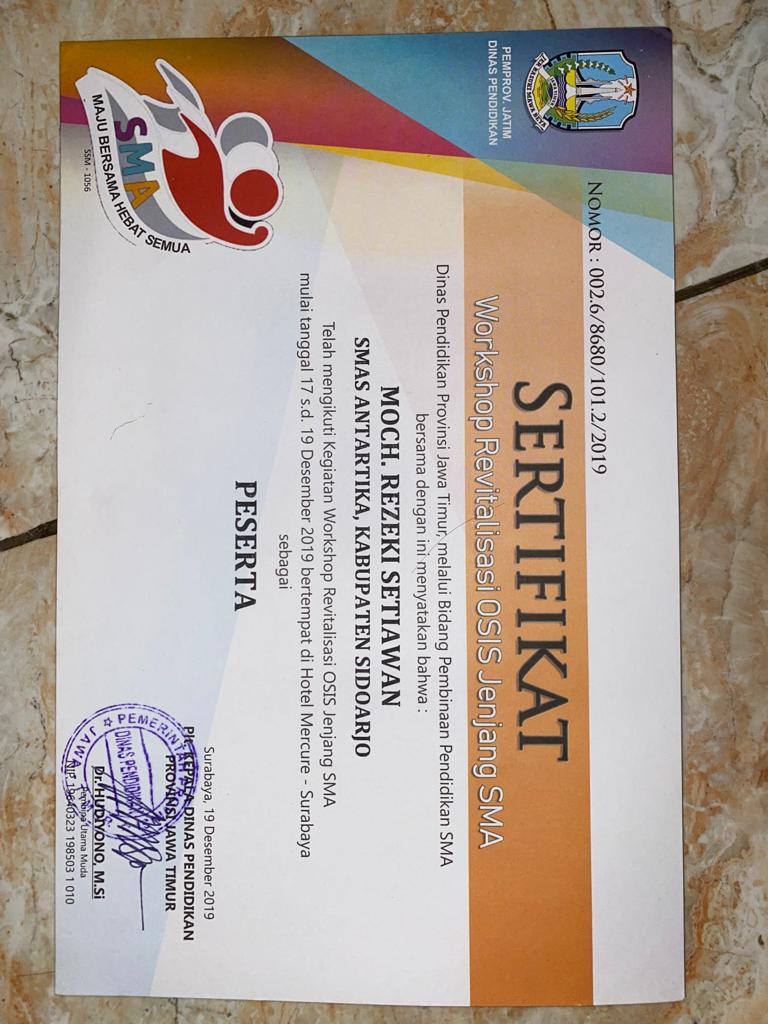 PEMPROV. JATIM
DINAS PENDIDIKAN
JAWA TIMUR
JER BASUKI MAWA BEYA
NOMOR : 002.6/8680/101.2/2019
SERTIFIKAT
Workshop Revitalisasi OSIS Jenjang SMA
Dinas Pendidikan Provinsi Jawa Timur, melalui Bidang Pembinaan Pendidikan SMA
bersama dengan ini menyatakan bahwa :
MOCH. REZEKI SETIAWAN
SMAS ANTARTIKA, KABUPATEN SIDOARJO
Telah mengikuti Kegiatan Workshop Revitalisasi OSIS Jenjang SMA
mulai tanggal 17 s.d. 19 Desember 2019 bertempat di Hotel Mercure - Surabaya
sebagai
PESERTA
SMA
MAJU BERSAMA HEBAT SEMUA
SSM - 1056
Surabaya, 19 Desember 2019
Plt. KEPALA DINAS PENDIDIKAN
PROVINSI JAWA TIMUR
PEMERINTAH
DINAS PENDIDIKAN
JAWA TIMUR
Dr. HUDIYONO, M.Si
Pembina Utama Muda
NIP. 19640323 198503 1 010